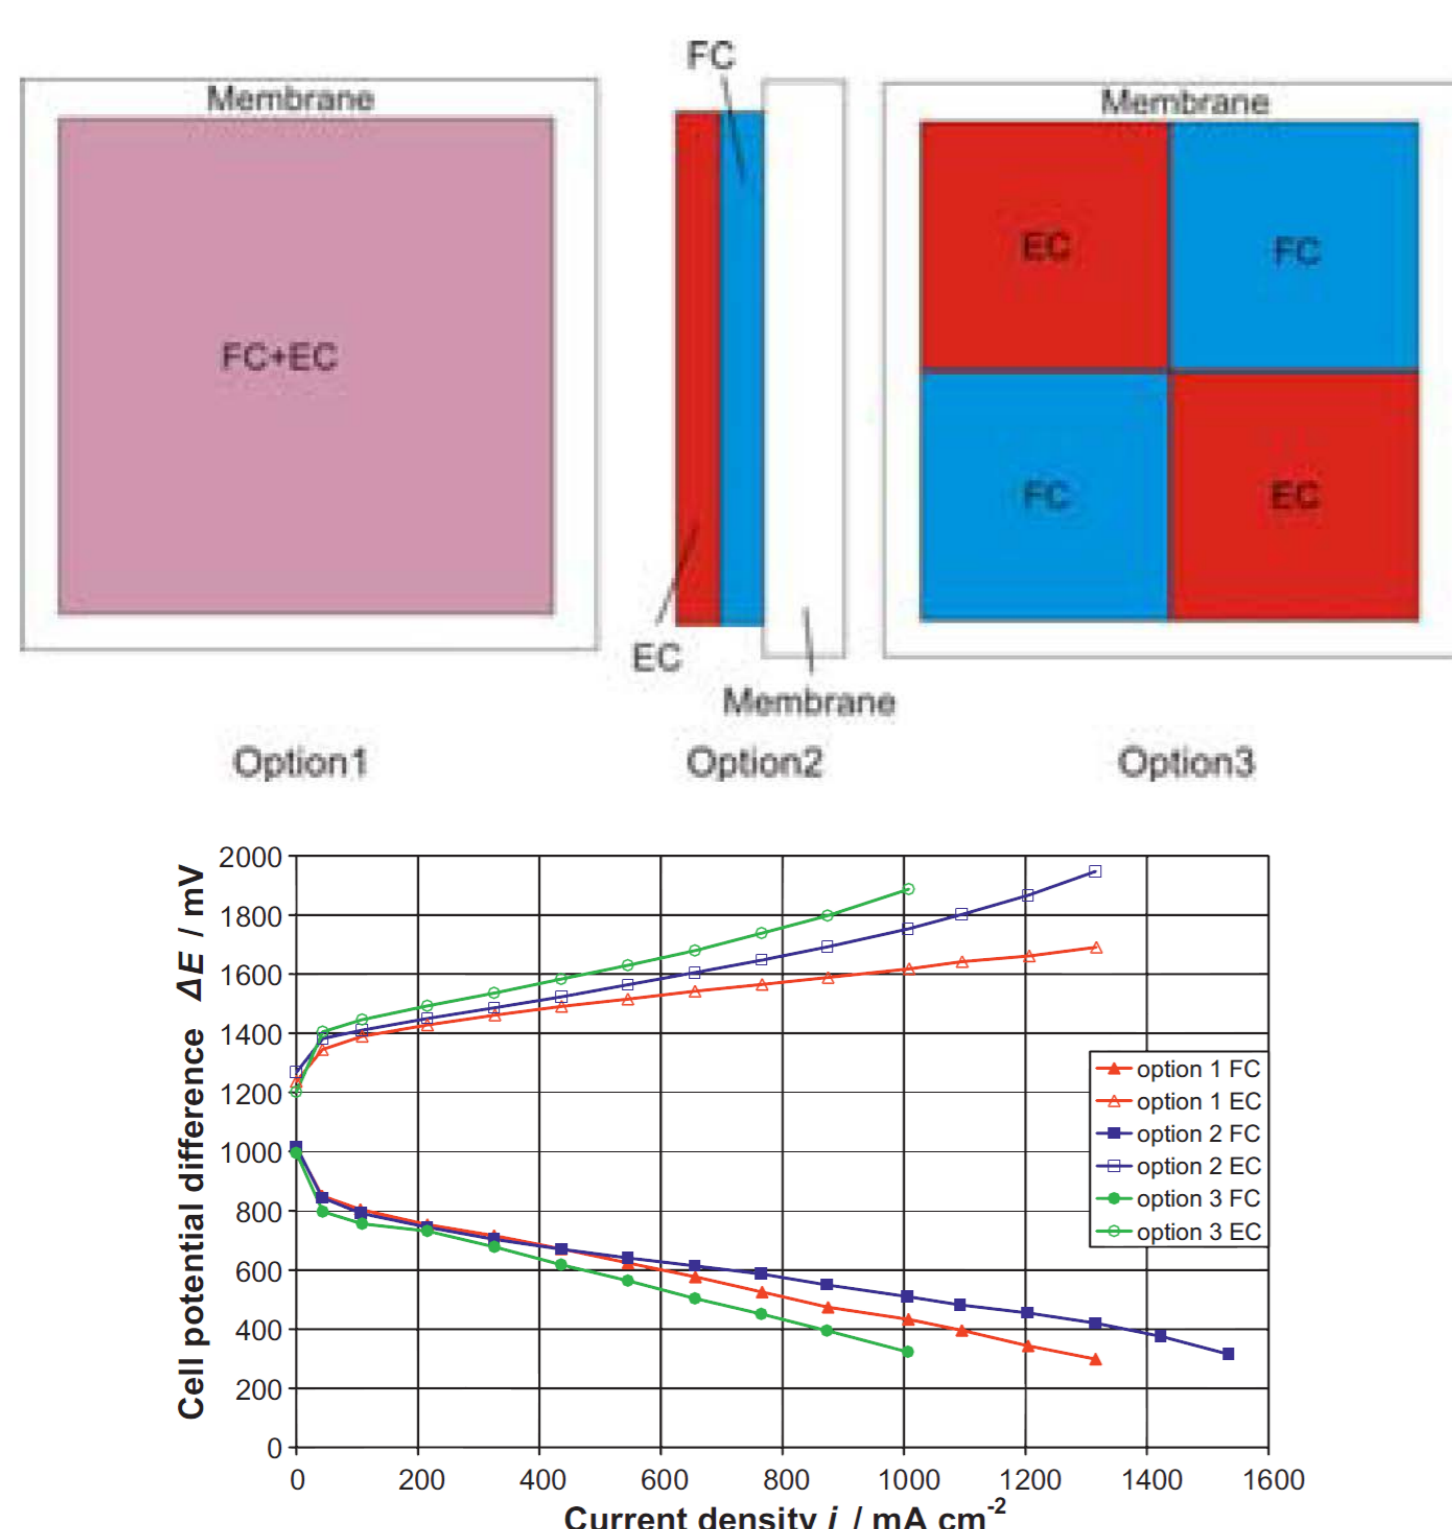 FC
Membrane
Membrane
EC
FC
FC+EC
FC
EC
EC
Membrane
Option1
Option2
Option3
2000
1800
1600
1400
1200
1000
800
600
400
200
0
Cell potential difference ΔE / mV
option 1 FC
option 1 EC
option 2 FC
option 2 EC
option 3 FC
option 3 EC
0 200 400 600 800 1000 1200 1400 1600
Current density i / mA cm-2